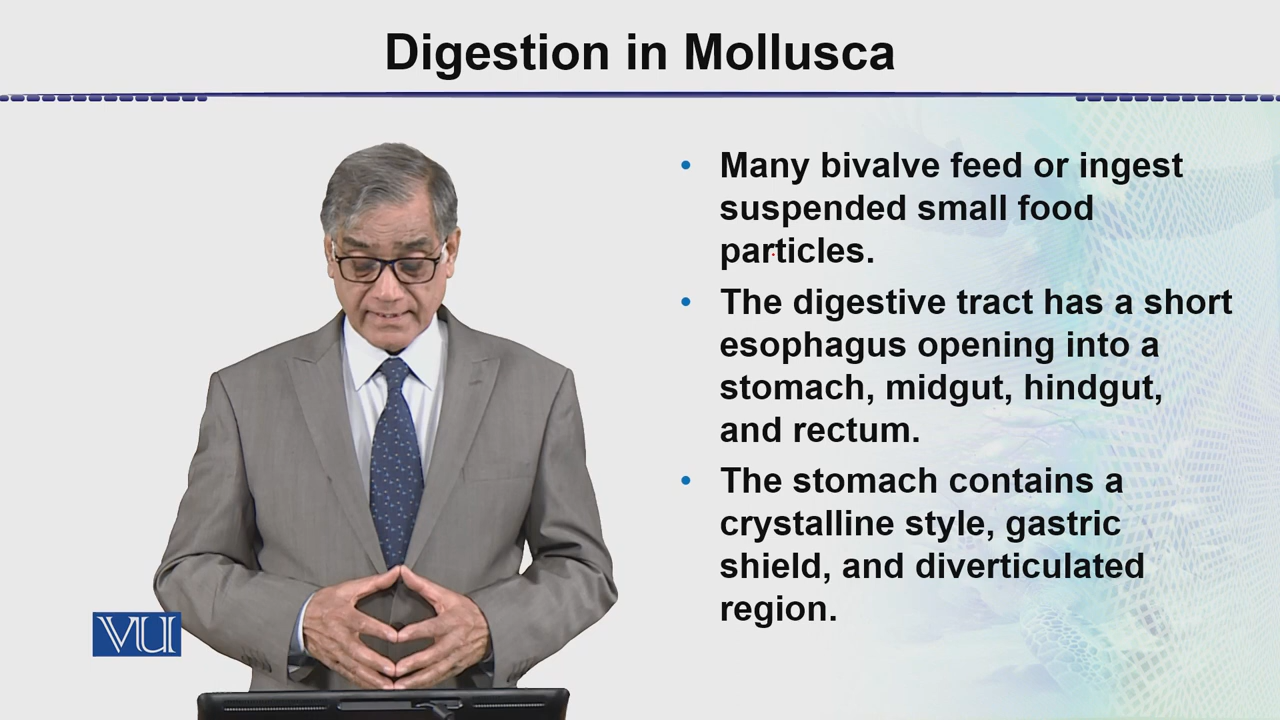 Digestion in Mollusca
• Many bivalve feed or ingest
suspended small food
particles.
• The digestive tract has a short
esophagus opening into a
stomach, midgut, hindgut,
and rectum.
• The stomach contains a
crystalline style, gastric
shield, and diverticulated
region.
VU